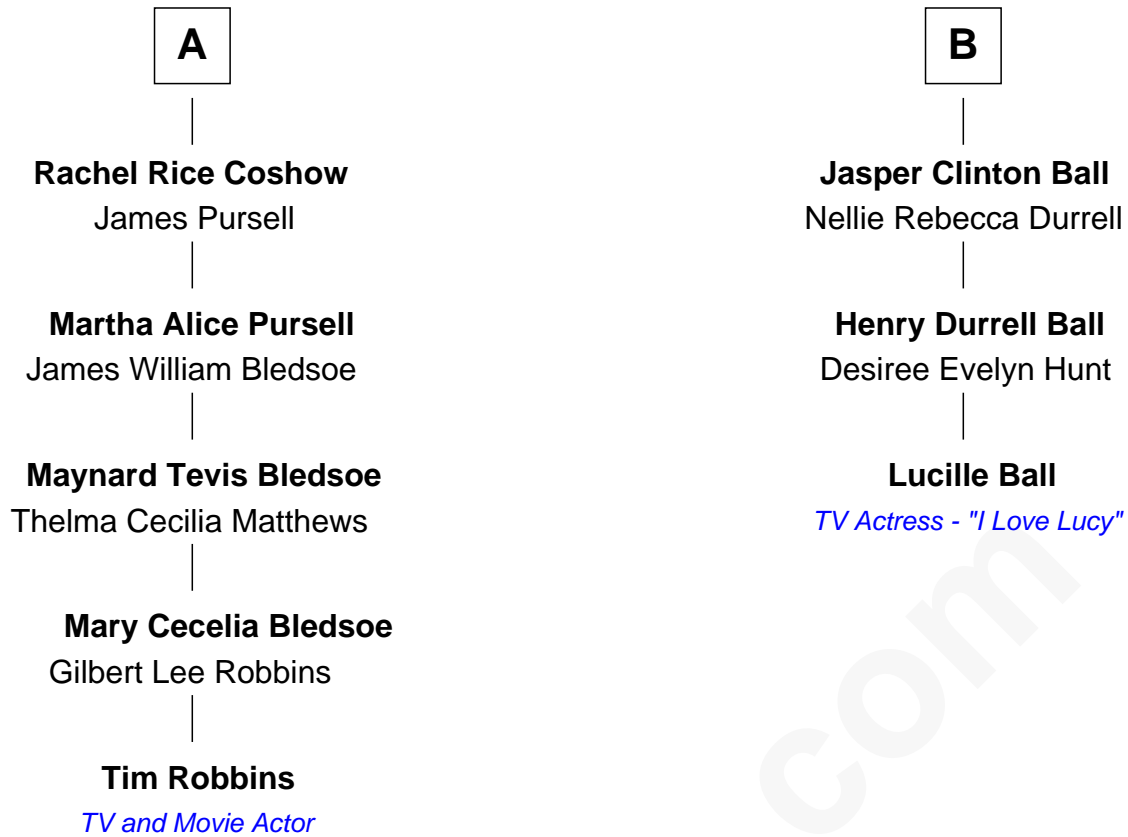 A
Rachel Rice Coshow
James Pursell
Martha Alice Pursell
James William Bledsoe
Maynard Tevis Bledsoe
Thelma Cecilia Matthews
Mary Cecelia Bledsoe
Gilbert Lee Robbins
Tim Robbins
TV and Movie Actor
B
Jasper Clinton Ball
Nellie Rebecca Durrell
Henry Durrell Ball
Desiree Evelyn Hunt
Lucille Ball
TV Actress - "I Love Lucy"
com